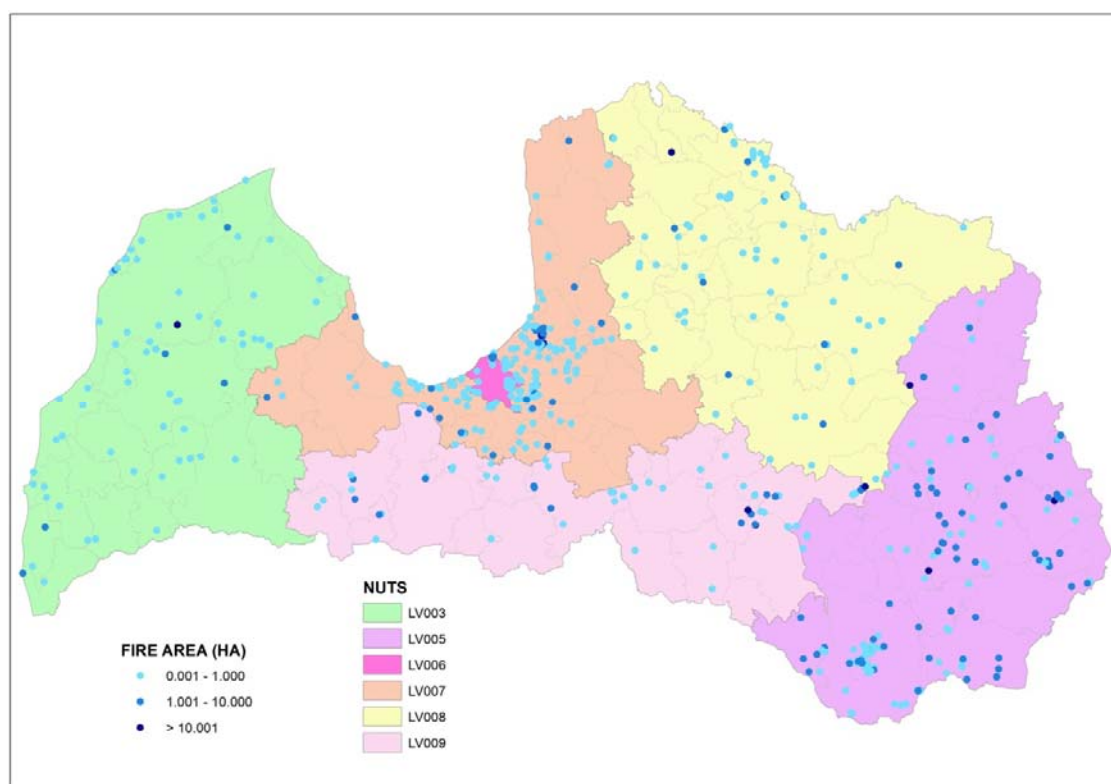 NUTS
LV003
LV005
LV006
LV007
LV008
LV009
FIRE AREA (HA)
0.001 - 1.000
1.001 - 10.000
> 10.001